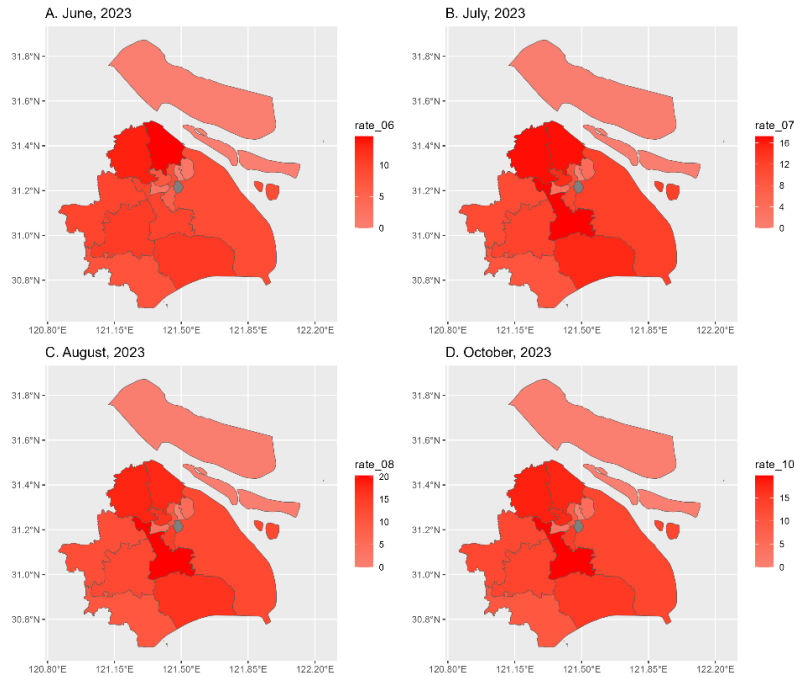 A. June, 2023
31.8°N
31.6°N
31.4°N
31.2°N
31.0°N
30.8°N
120.80°E 121.15°E 121.50°E 121.85°E 122.20°E
rate_06
10
5
0
B. July, 2023
31.8°N
31.6°N
31.4°N
31.2°N
31.0°N
30.8°N
120.80°E 121.15°E 121.50°E 121.85°E 122.20°E
rate_07
16
12
8
4
0
C. August, 2023
31.8°N
31.6°N
31.4°N
31.2°N
31.0°N
30.8°N
120.80°E 121.15°E 121.50°E 121.85°E 122.20°E
rate_08
20
15
10
5
0
D. October, 2023
31.8°N
31.6°N
31.4°N
31.2°N
31.0°N
30.8°N
120.80°E 121.15°E 121.50°E 121.85°E 122.20°E
rate_10
15
10
5
0